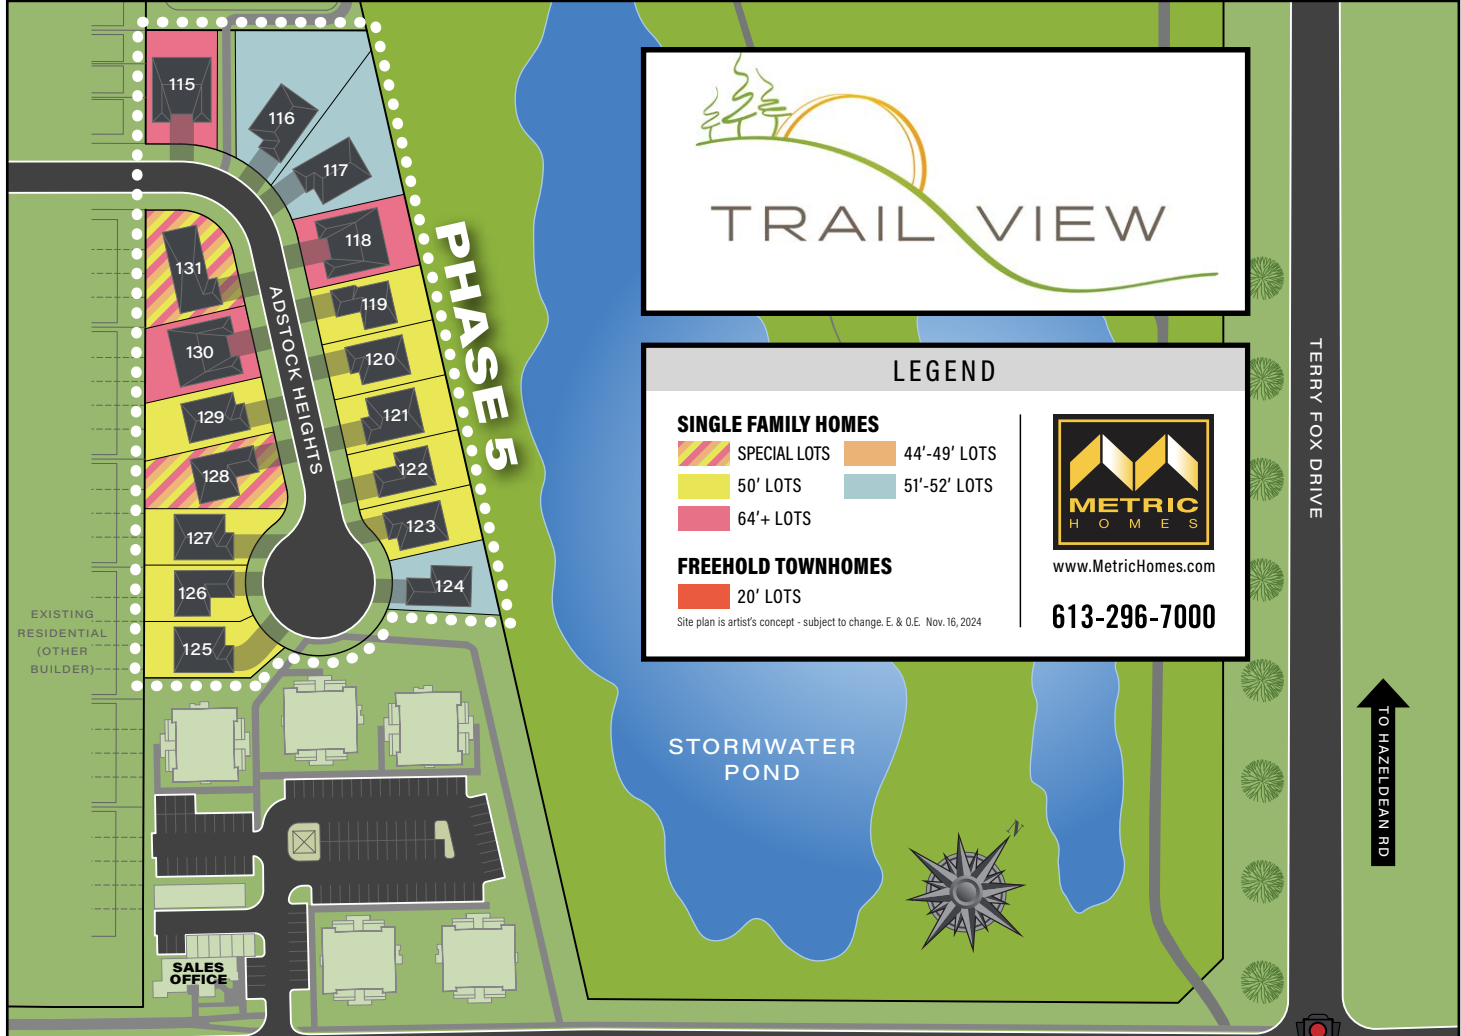 115
116
117
118
119
120
121
122
123
124
131
130
129
128
127
126
125
ADSTOCK HEIGHTS
PHASE 5
EXISTING
RESIDENTIAL
(OTHER
BUILDER)
SALES
OFFICE
TRAIL VIEW
LEGEND
SINGLE FAMILY HOMES
SPECIAL LOTS
44'-49' LOTS
50' LOTS
51'-52' LOTS
64'+ LOTS
FREEHOLD TOWNHOMES
20' LOTS
Site plan is artist's concept - subject to change. E. & O.E. Nov. 16, 2024
METRIC
HOMES
www.MetricHomes.com
613-296-7000
STORMWATER
POND
N
TERRY FOX DRIVE
TO HAZELDEAN RD